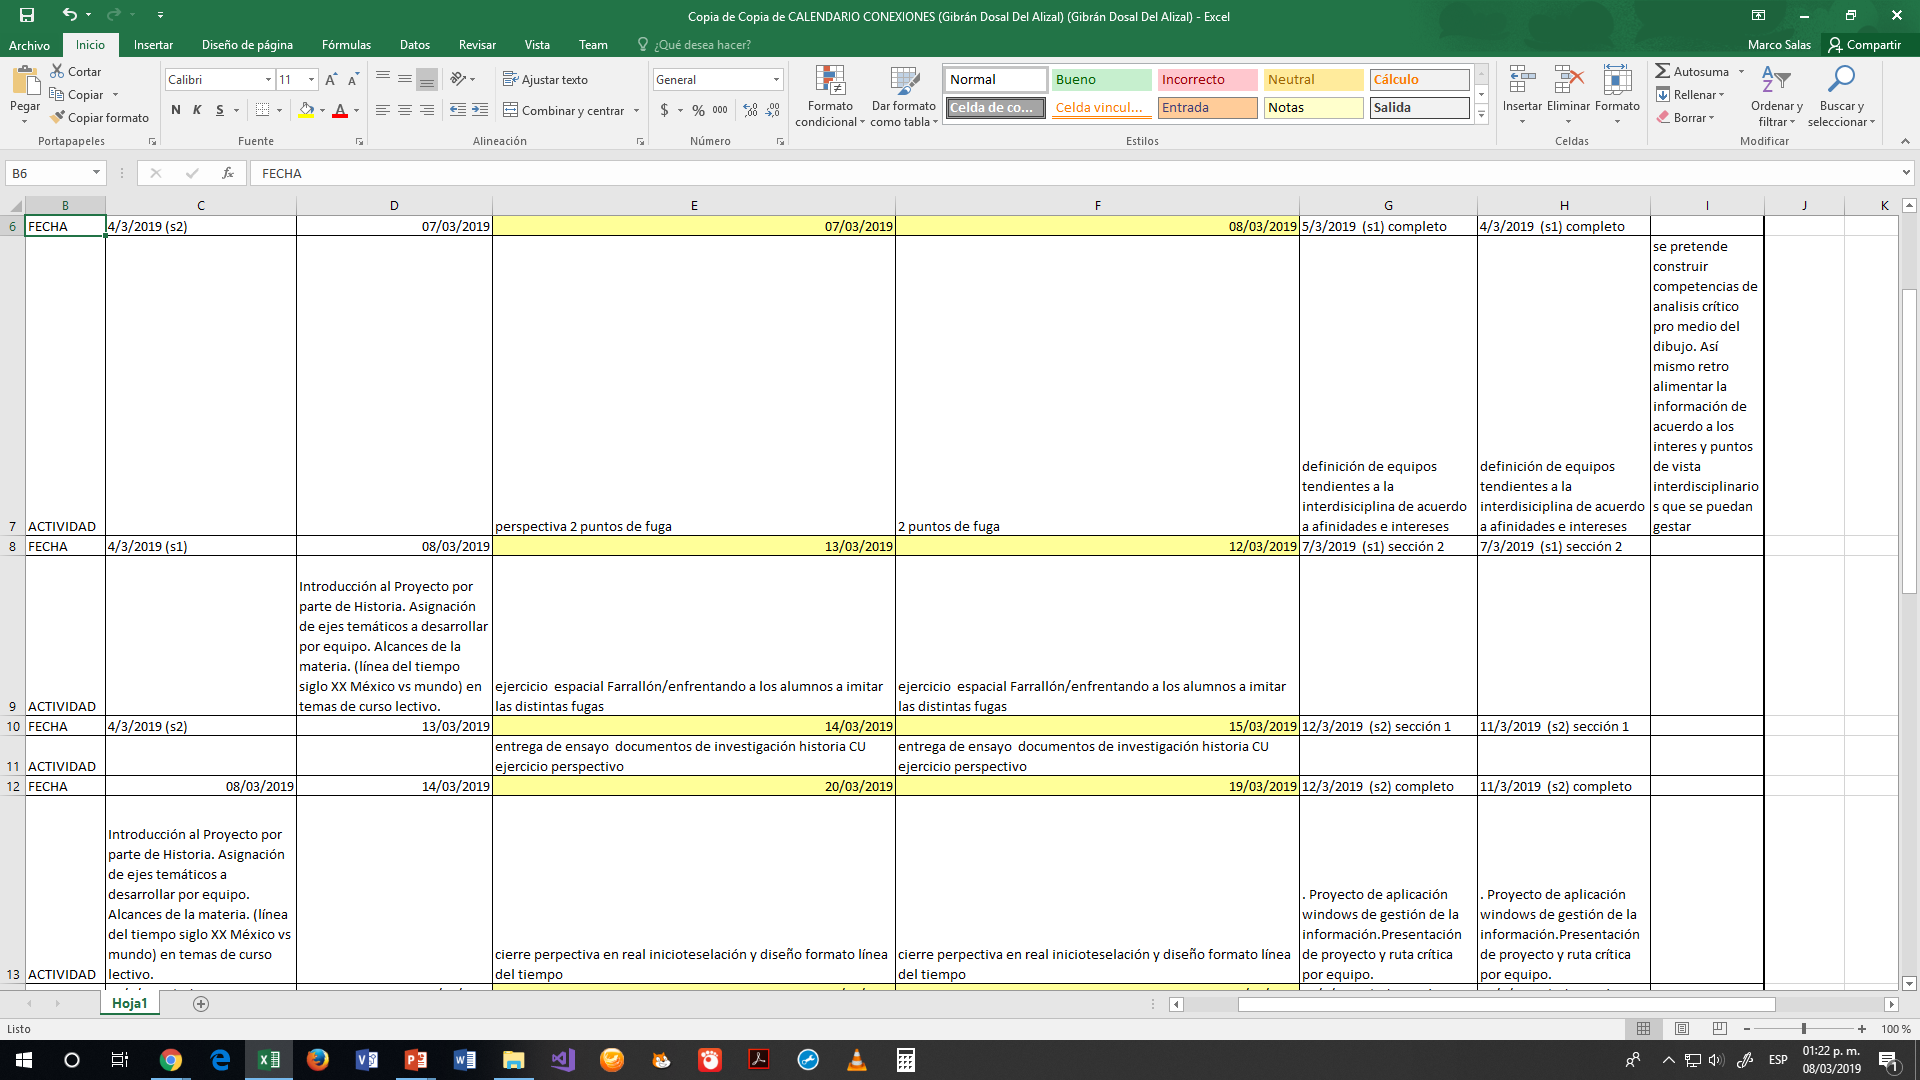 Copia de Copia de CALENDARIO CONEXIONES (Gibrán Dosal Del Alizal) (Gibrán Dosal Del Alizal) - Excel
Archivo Inicio Insertar Diseño de página Fórmulas Datos Revisar Vista Team ¿Qué desea hacer? Marco Salas Compartir
Pegar
Cortar
Copiar
Copiar formato
Portapapeles
Calibri 11 A A
N K S A
Fuente
Ajustar texto
Combinar y centrar
Alineación
General
$ % 000
Número
Formato condicional
Dar formato como tabla
Normal Bueno Incorrecto Neutral Cálculo
Celda de co... Celda vincul... Entrada Notas Salida
Estilos
Insertar Eliminar Formato
Celdas
Autosuma
Rellenar
Borrar
Ordenar y filtrar
Buscar y seleccionar
Modificar
B6 fx FECHA
B C D E F G H I J K
6 FECHA 4/3/2019 (s2) 07/03/2019 07/03/2019 08/03/2019 5/3/2019 (s1) completo 4/3/2019 (s1) completo
7 ACTIVIDAD
perspectiva 2 puntos de fuga
2 puntos de fuga
definición de equipos
tendientes a la
interdisiciplina de acuerdo
a afinidades e intereses
definición de equipos
tendientes a la
interdisiciplina de acuerdo
a afinidades e intereses
se pretende
construir
competencias de
analisis crítico
pro medio del
dibujo. Así
mismo retro
alimentar la
información de
acuerdo a los
interes y puntos
de vista
interdisciplinario
s que se puedan
gestar
8 FECHA 4/3/2019 (s1) 08/03/2019 13/03/2019 12/03/2019 7/3/2019 (s1) sección 2 7/3/2019 (s1) sección 2
9 ACTIVIDAD
Introducción al Proyecto por
parte de Historia. Asignación
de ejes temáticos a desarrollar
por equipo. Alcances de la
materia. (línea del tiempo
siglo XX México vs mundo) en
temas de curso lectivo.
ejercicio espacial Farrallón/enfrentando a los alumnos a imitar
las distintas fugas
ejercicio espacial Farrallón/enfrentando a los alumnos a imitar
las distintas fugas
10 FECHA 4/3/2019 (s2) 13/03/2019 14/03/2019 15/03/2019 12/3/2019 (s2) sección 1 11/3/2019 (s2) sección 1
11 ACTIVIDAD
entrega de ensayo documentos de investigación historia CU
ejercicio perspectivo
entrega de ensayo documentos de investigación historia CU
ejercicio perspectivo
12 FECHA 08/03/2019 14/03/2019 20/03/2019 19/03/2019 12/3/2019 (s2) completo 11/3/2019 (s2) completo
13 ACTIVIDAD
Introducción al Proyecto por
parte de Historia. Asignación
de ejes temáticos a
desarrollar por equipo.
Alcances de la materia. (línea
del tiempo siglo XX México vs
mundo) en temas de curso
lectivo.
cierre perpectiva en real inicioteselación y diseño formato línea
del tiempo
cierre perpectiva en real inicioteselación y diseño formato línea
del tiempo
. Proyecto de aplicación
windows de gestión de la
información.Presentación
de proyecto y ruta crítica
por equipo.
. Proyecto de aplicación
windows de gestión de la
información.Presentación
de proyecto y ruta crítica
por equipo.
Hoja1
Listo 100 %
ESP
01:22 p. m.
08/03/2019
1